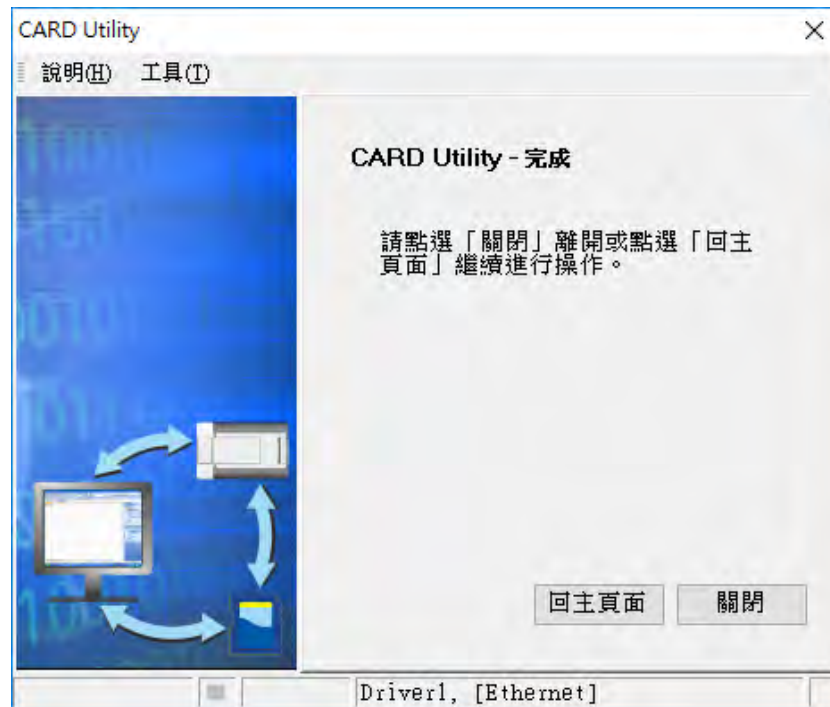 CARD Utility
說明(H) 工具(T)
CARD Utility - 完成
請點選「關閉」離開或點選「回主
頁面」繼續進行操作。
回主頁面 關閉
Driver1, [Ethernet]